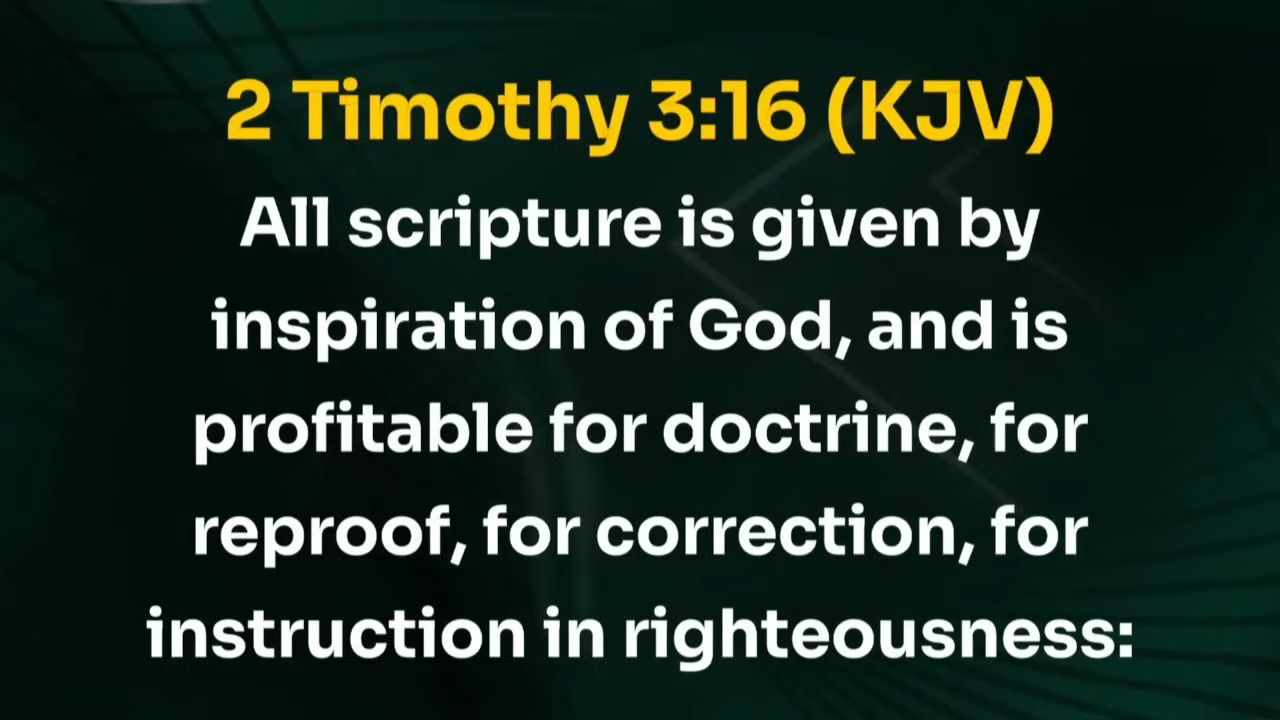 2 Timothy 3:16 (KJV)
All scripture is given by
inspiration of God, and is
profitable for doctrine, for
reproof, for correction, for
instruction in righteousness: